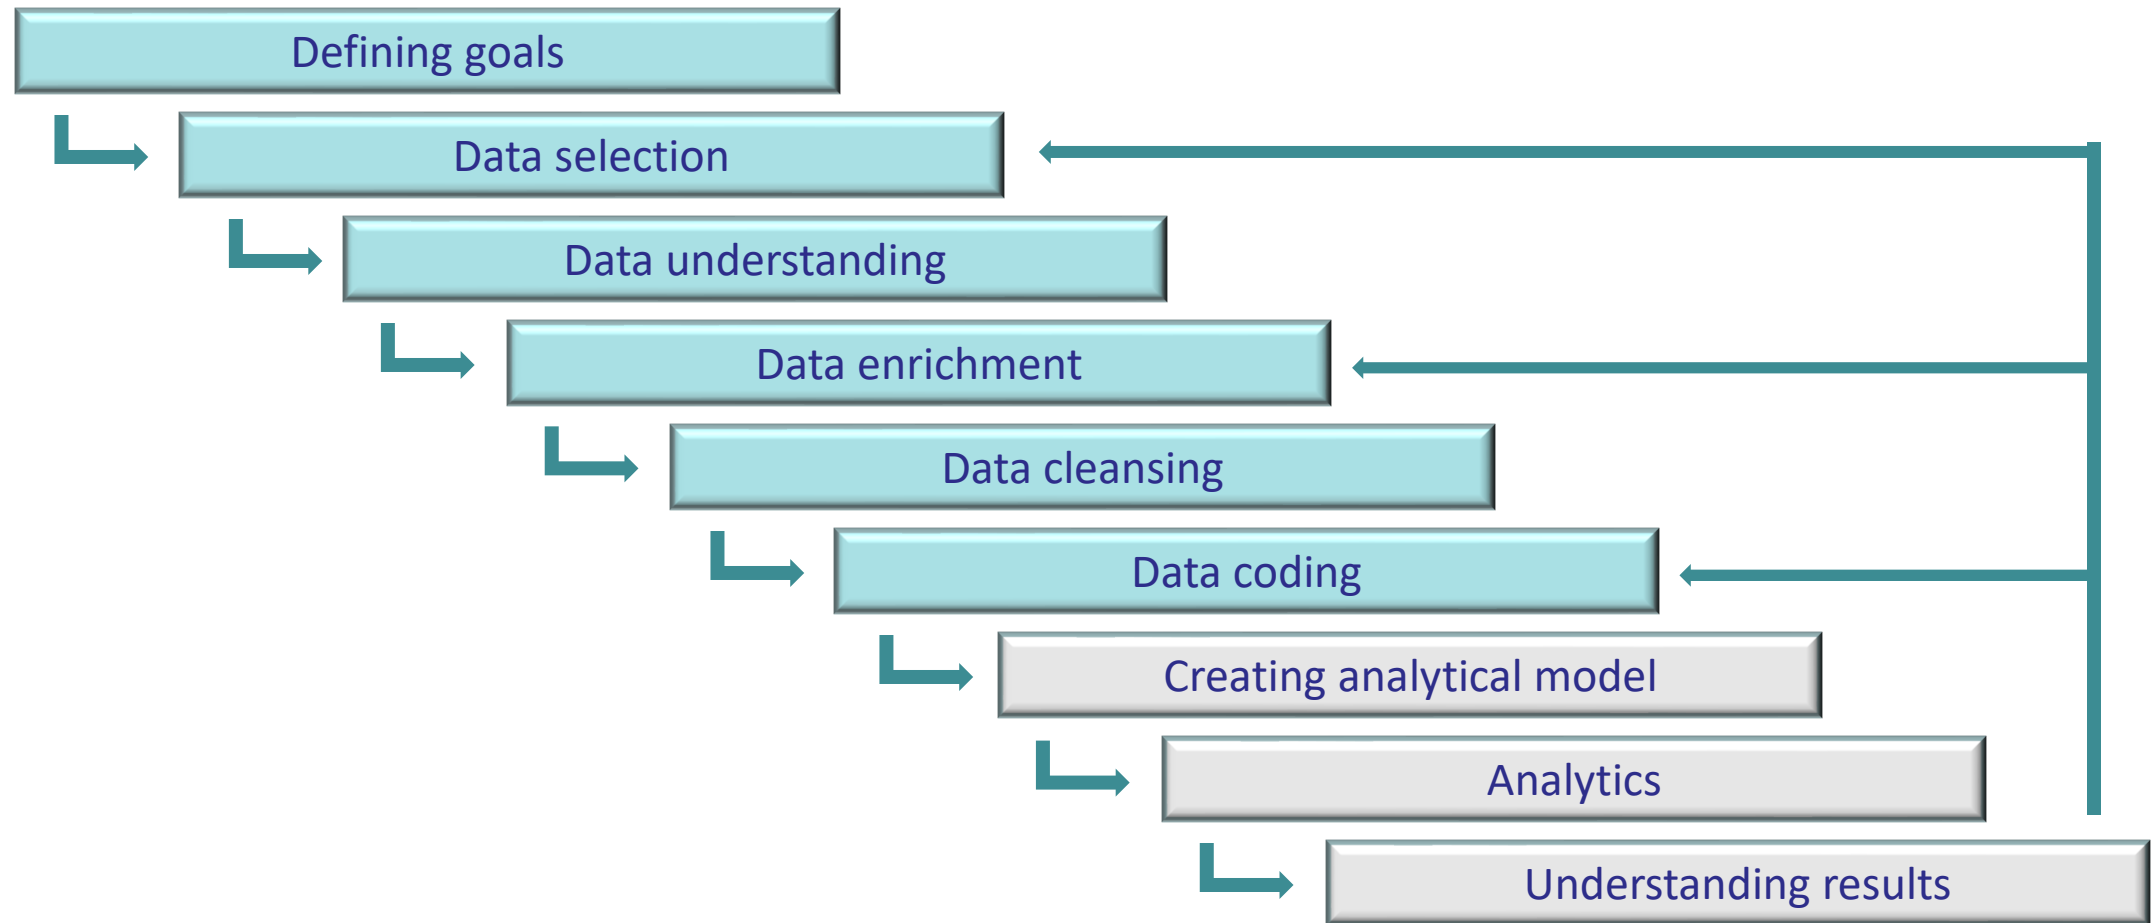 Defining goals
Data selection
Data understanding
Data enrichment
Data cleansing
Data coding
Creating analytical model
Analytics
Understanding results